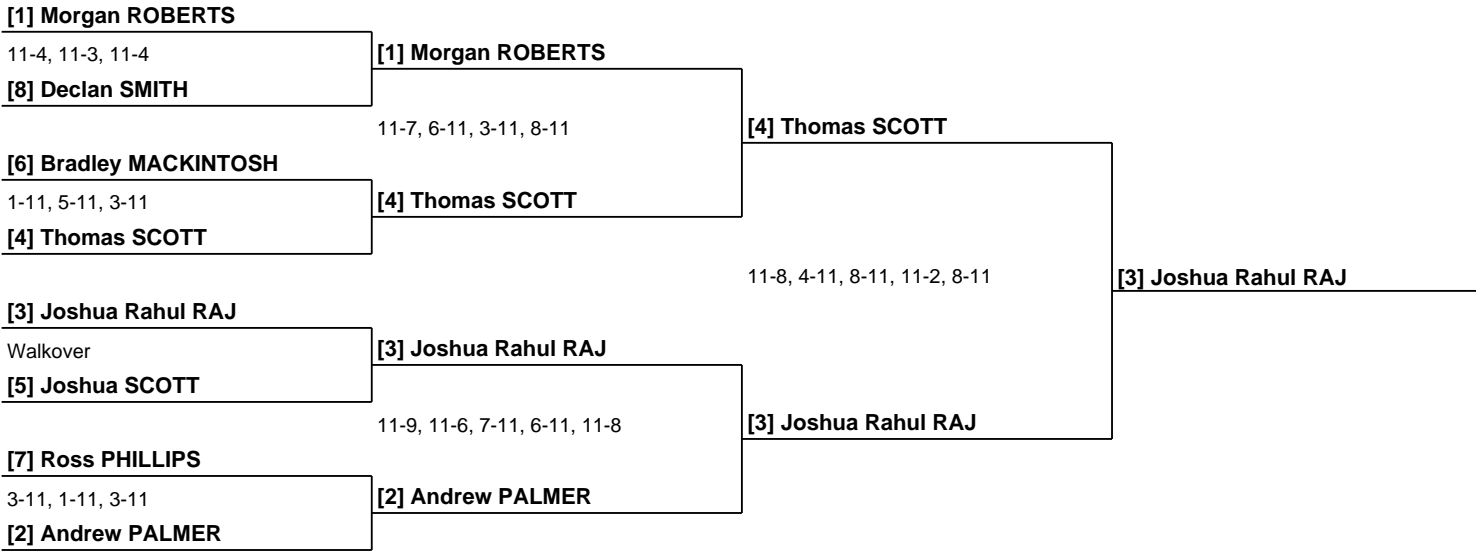 [1] Morgan ROBERTS
11-4, 11-3, 11-4
[1] Morgan ROBERTS
[8] Declan SMITH
11-7, 6-11, 3-11, 8-11
[4] Thomas SCOTT
[6] Bradley MACKINTOSH
1-11, 5-11, 3-11
[4] Thomas SCOTT
[4] Thomas SCOTT
11-8, 4-11, 8-11, 11-2, 8-11
[3] Joshua Rahul RAJ
[3] Joshua Rahul RAJ
Walkover
[3] Joshua Rahul RAJ
[5] Joshua SCOTT
11-9, 11-6, 7-11, 6-11, 11-8
[3] Joshua Rahul RAJ
[7] Ross PHILLIPS
3-11, 1-11, 3-11
[2] Andrew PALMER
[2] Andrew PALMER